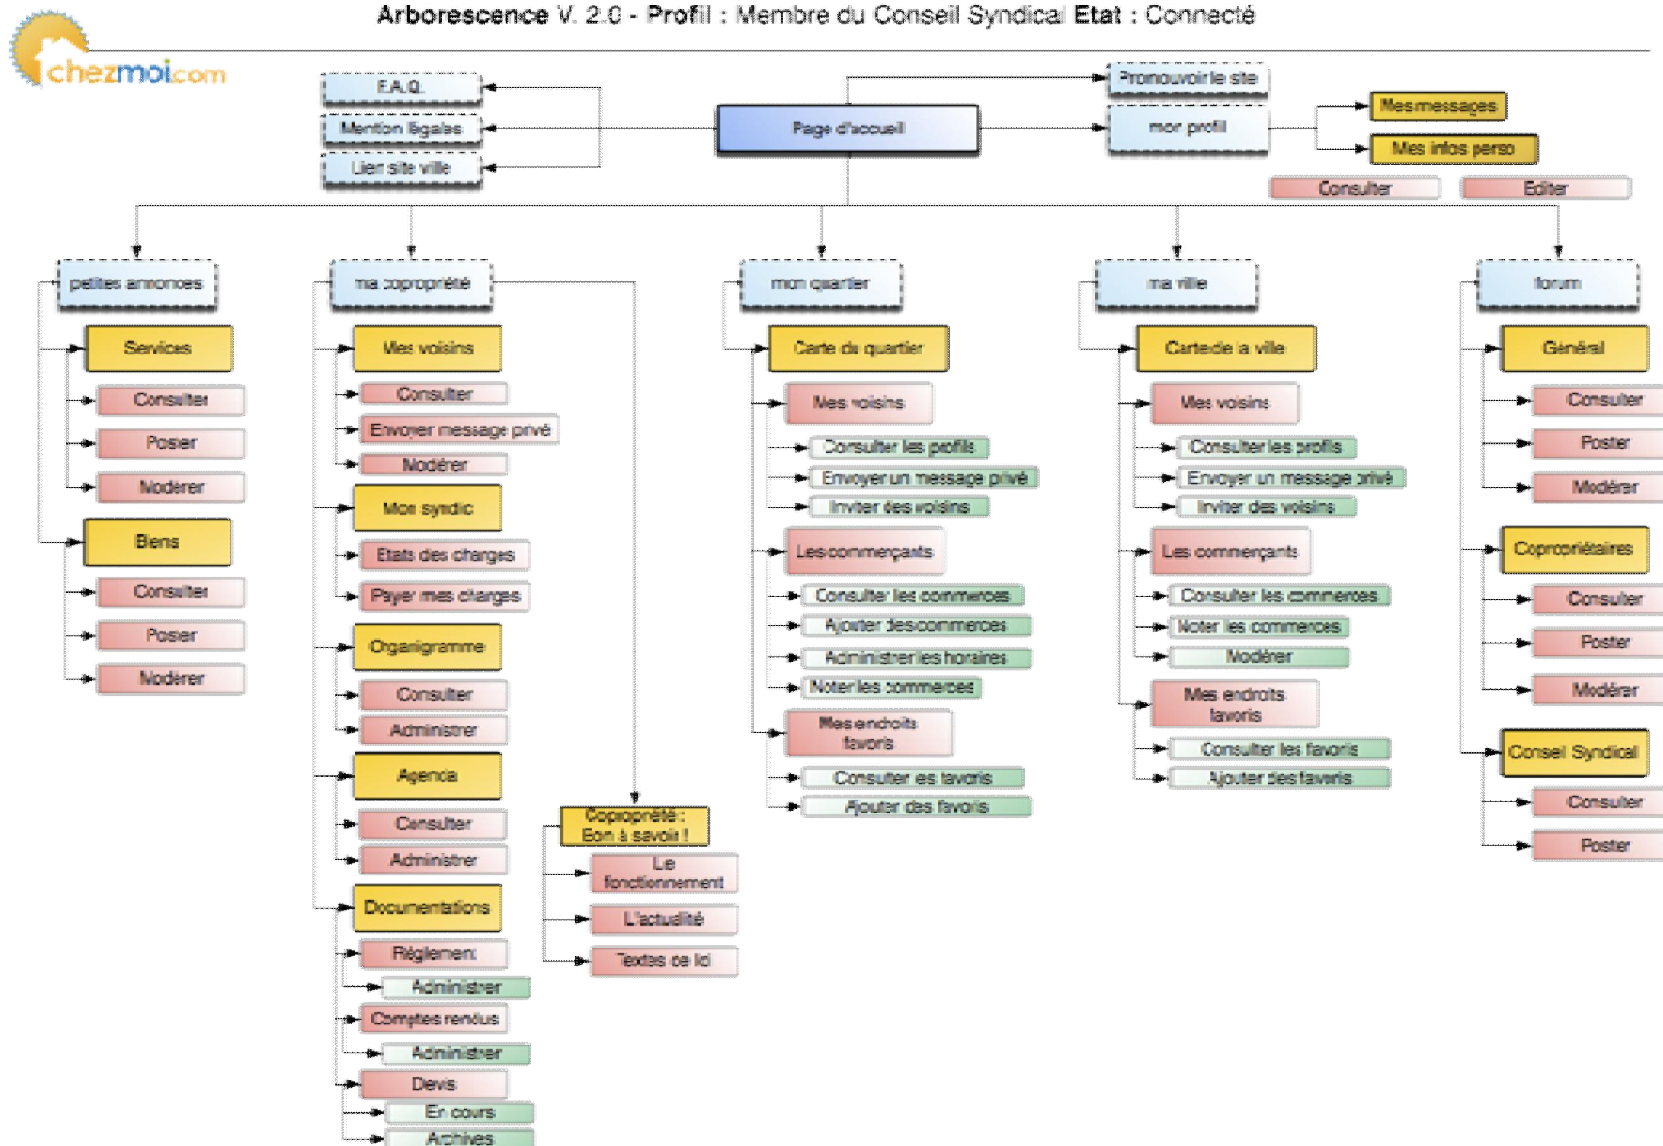 Arborescence V. 2.0 - Profil : Membre du Conseil Syndical Etat : Connecté
chezmoi.com
F.A.Q.
Mention légales
Lien site ville
Page d'accueil
Promouvoir le site
mon profil
Mes messages
Mes infos perso
Consulter
Editer
petites annonces
Services
Consulter
Poster
Modérer
Biens
Consulter
Poster
Modérer
ma copropriété
Mes voisins
Consulter
Envoyer message privé
Modérer
Mon syndic
Etats des charges
Payer mes charges
Organigramme
Consulter
Administrer
Agenda
Consulter
Administrer
Documentations
Réglement
Administrer
Comptes rendus
Administrer
Devis
En cours
Archives
Copropriété :
Bon à savoir !
Le
fonctionnement
L'actualité
Textes de loi
mon quartier
Carte du quartier
Mes voisins
Consulter les profils
Envoyer un message privé
Inviter des voisins
Les commerçants
Consulter les commerces
Ajouter des commerces
Administrer les horaires
Noter les commerces
Mes endroits
favoris
Consulter les favoris
Ajouter des favoris
ma ville
Carte de la ville
Mes voisins
Consulter les profils
Envoyer un message privé
Inviter des voisins
Les commerçants
Consulter les commerces
Noter les commerces
Modérer
Mes endroits
favoris
Consulter les favoris
Ajouter des favoris
forum
Général
Consulter
Poster
Modérer
Copropriétaires
Consulter
Poster
Modérer
Conseil Syndical
Consulter
Poster